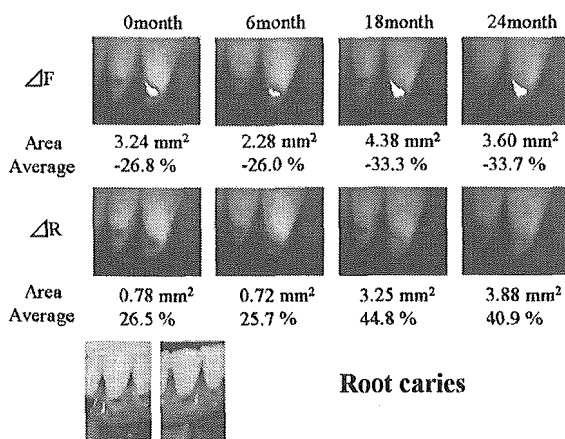 0month 6month 18month 24month
⊿F
Area 3.24 mm² 2.28 mm² 4.38 mm² 3.60 mm²
Average -26.8 % -26.0 % -33.3 % -33.7 %
⊿R
Area 0.78 mm² 0.72 mm² 3.25 mm² 3.88 mm²
Average 26.5 % 25.7 % 44.8 % 40.9 %
Root caries